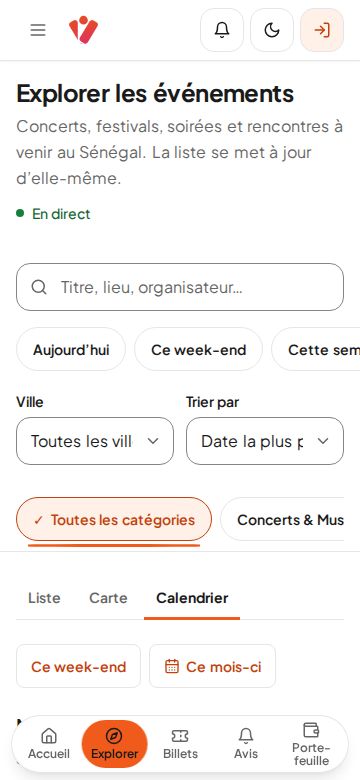 Explorer les événements
Concerts, festivals, soirées et rencontres à
venir au Sénégal. La liste se met à jour
d’elle-même.
En direct
Titre, lieu, organisateur…
Aujourd’hui
Ce week-end
Cette sem
Ville
Trier par
Toutes les vill
Date la plus p
✓ Toutes les catégories
Concerts & Mus
Liste
Carte
Calendrier
Ce week-end
Ce mois-ci
Accueil
Explorer
Billets
Avis
Porte-
feuille